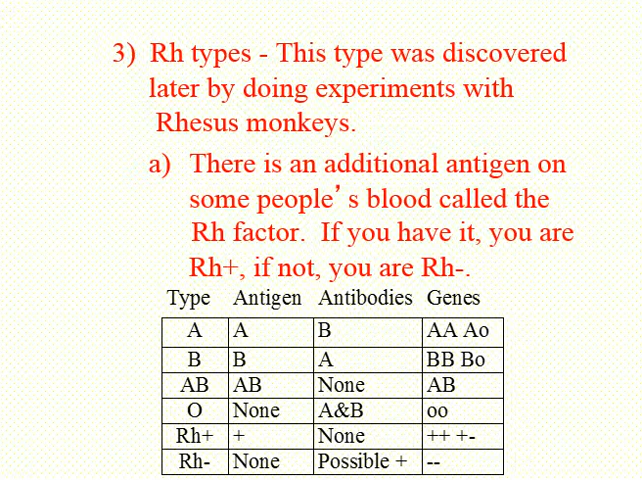 3) Rh types - This type was discovered
later by doing experiments with
Rhesus monkeys.
a) There is an additional antigen on
some people’s blood called the
Rh factor. If you have it, you are
Rh+, if not, you are Rh-.
Type Antigen Antibodies Genes
A A B AA Ao
B B A BB Bo
AB AB None AB
O None A&B oo
Rh+ + None ++ +-
Rh- None Possible + --